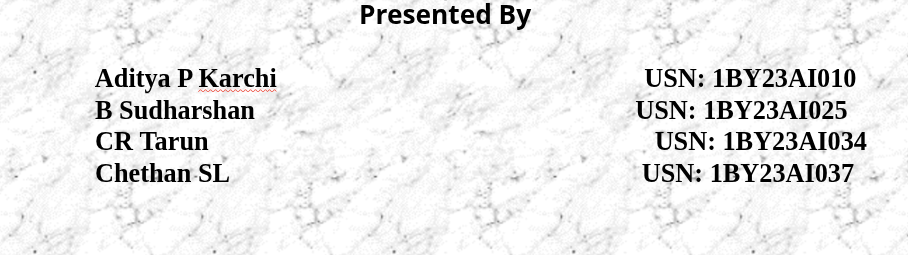 Presented By
Aditya P Karchi USN: 1BY23AI010
B Sudharshan USN: 1BY23AI025
CR Tarun USN: 1BY23AI034
Chethan SL USN: 1BY23AI037